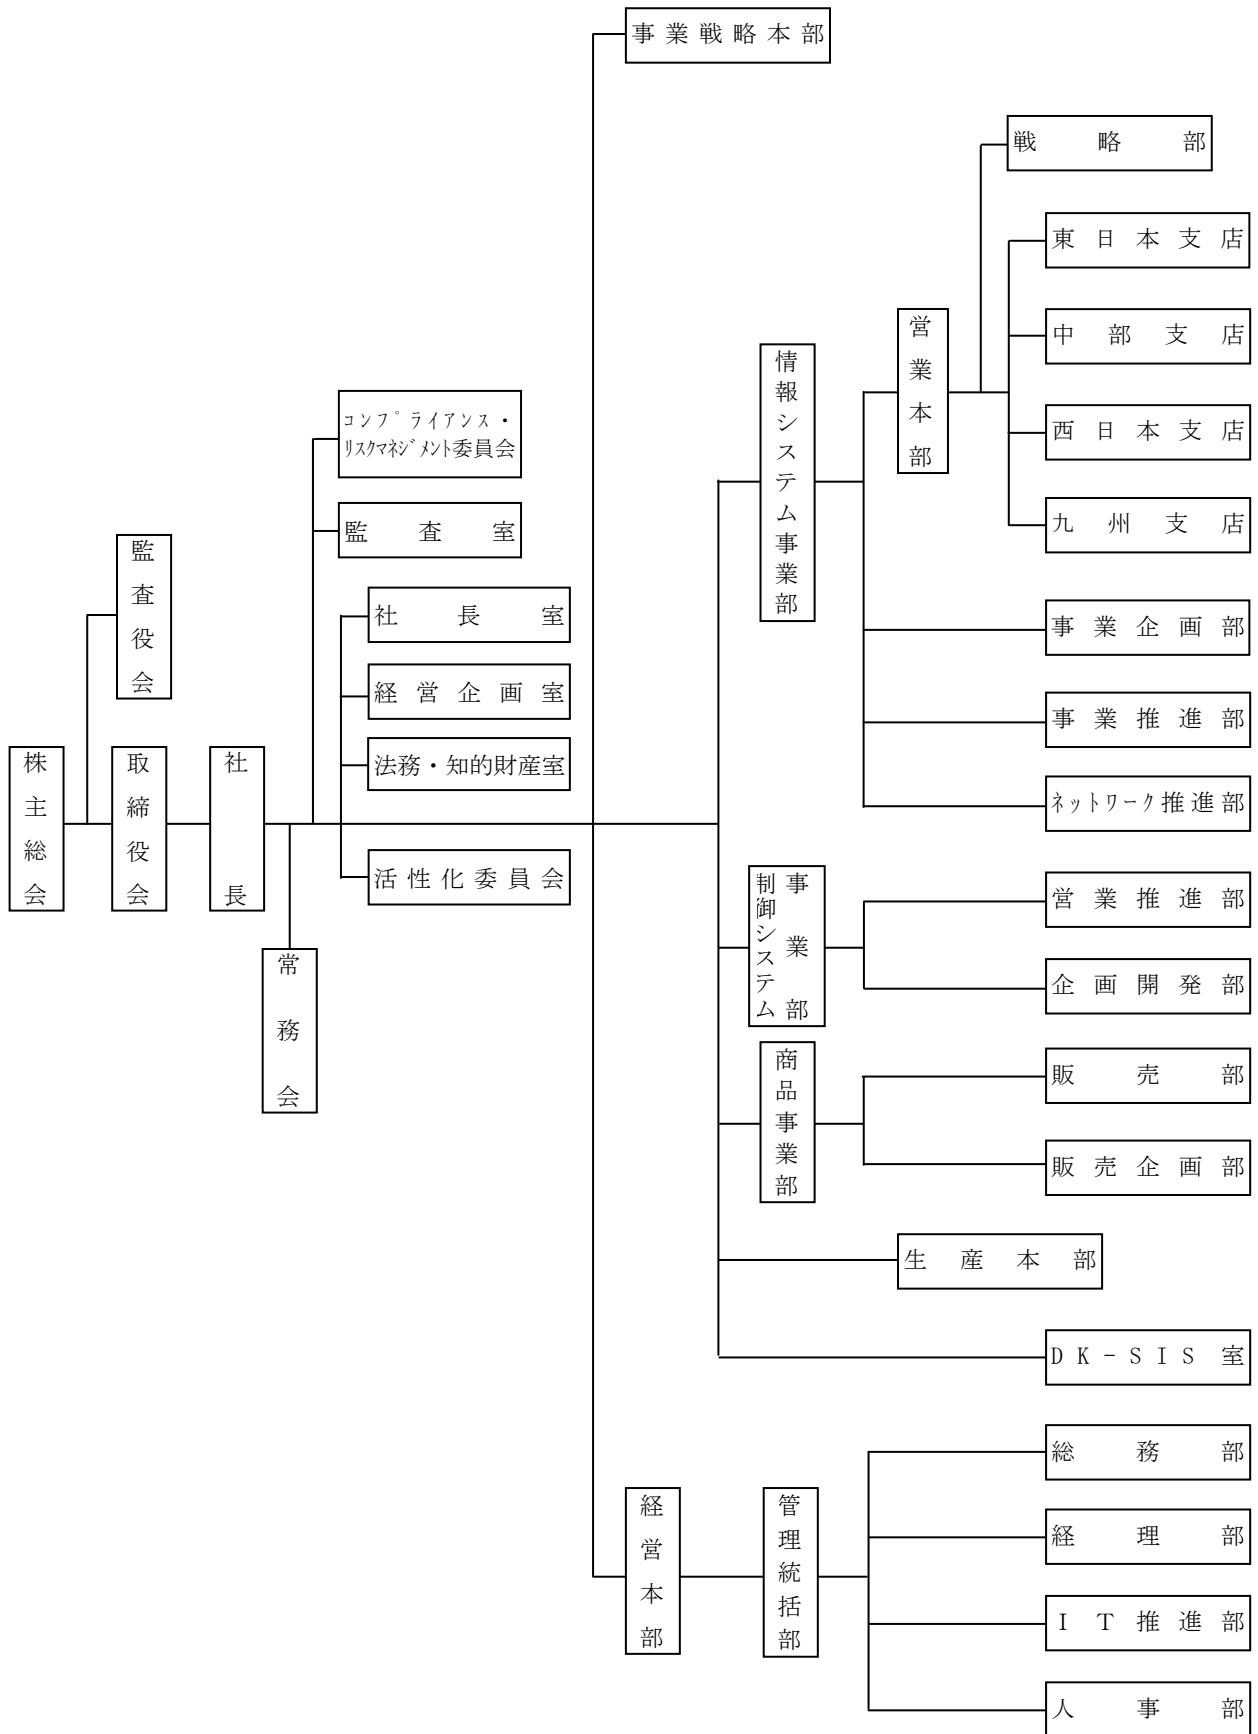 事業戦略本部
戦略部
東日本支店
中部支店
西日本支店
九州支店
営業本部
情報システム事業部
事業企画部
事業推進部
ネットワーク推進部
コンプライアンス・
リスクマネジメント委員会
監査室
社長室
経営企画室
法務・知的財産室
活性化委員会
監査役会
株主総会
取締役会
社長
常務会
制御システム
事業部
営業推進部
企画開発部
商品事業部
販売部
販売企画部
生産本部
DK-SIS室
経営本部
管理統括部
総務部
経理部
IT推進部
人事部